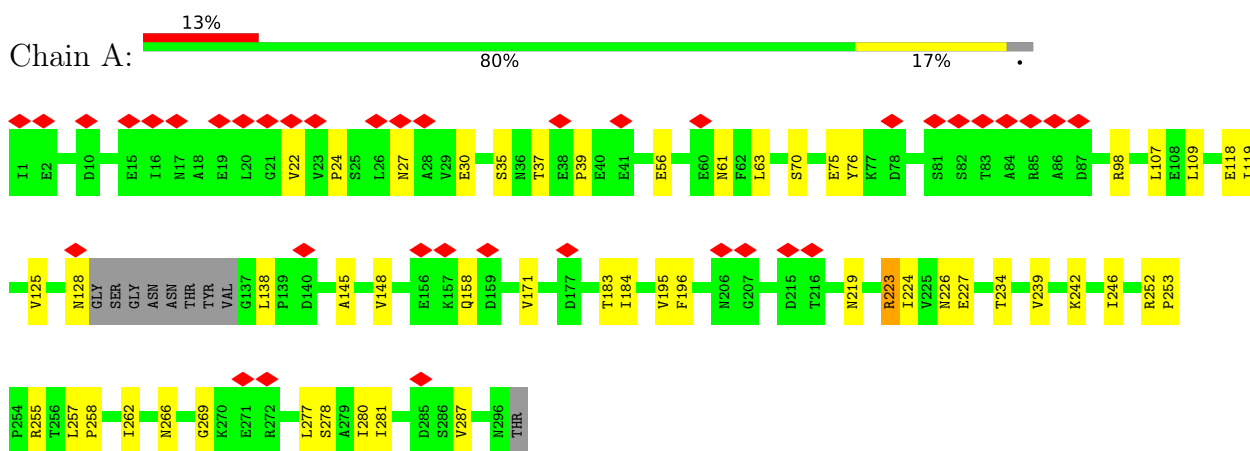 13%
Chain A:
80% 17% •
I1 E2 D10 E15 I16 N17 A18 E19 L20 G21 V22 V23 P24 S25 L26 N27 A28 V29 E30 S35 N36 T37 E38 P39 E40 E41 E56 E60 N61 F62 L63 S70 E75 Y76 K77 D78 S81 S82 T83 A84 R85 A86 D87 R98 L107 E108 L109 E118 I119
V125 N128 GLY SER GLY ASN ASN THR TYR VAL G137 L138 P139 D140 A145 V148 E156 K157 Q158 D159 V171 D177 T183 I184 V195 F196 N206 G207 D215 T216 N219 R223 I224 V225 N226 E227 T234 V239 K242 I246 R252 P253
P254 R255 T256 L257 P258 I262 N266 G269 K270 E271 R272 L277 S278 A279 I280 I281 D285 S286 V287 N296 THR